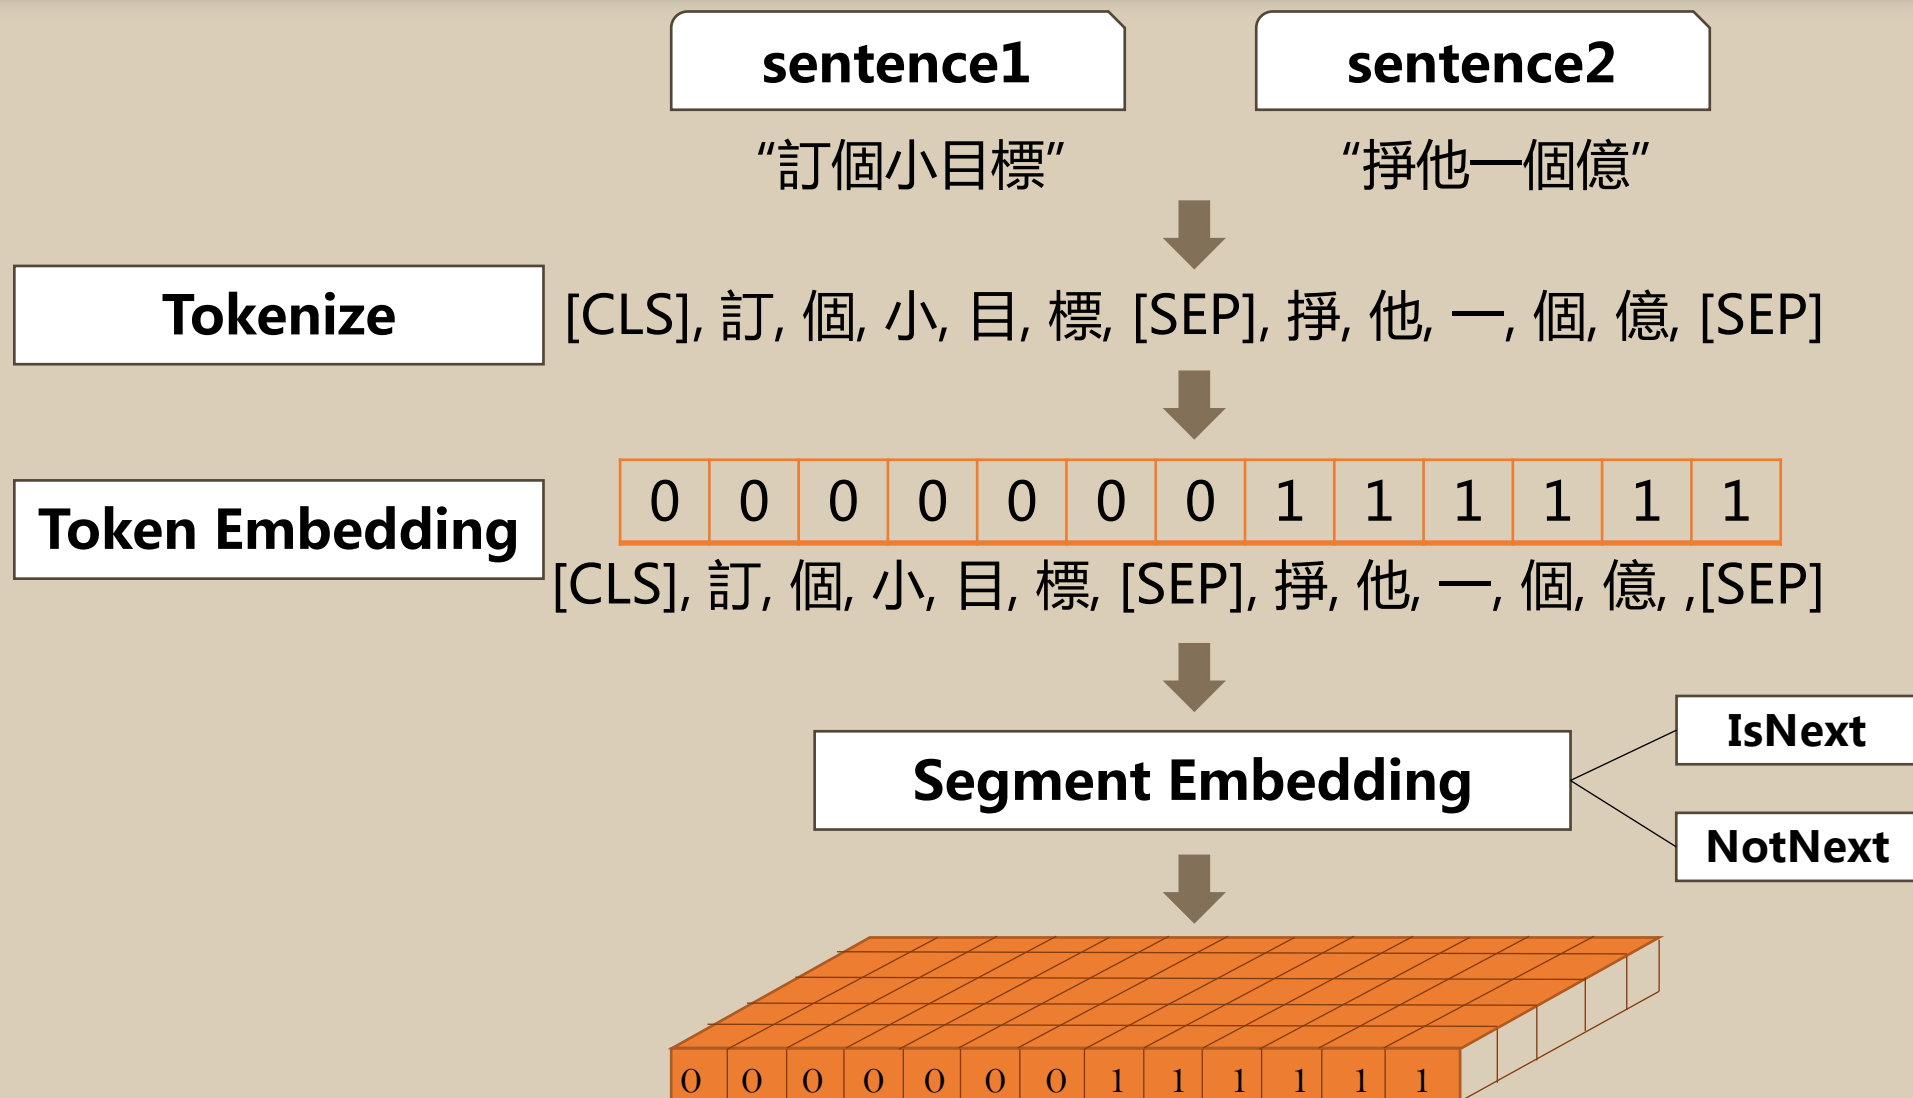 sentence1 sentence2
“訂個小目標” “掙他一個億”
Tokenize [CLS], 訂, 個, 小, 目, 標, [SEP], 掙, 他, 一, 個, 億, [SEP]
0 0 0 0 0 0 0 1 1 1 1 1 1
Token Embedding
[CLS], 訂, 個, 小, 目, 標, [SEP], 掙, 他, 一, 個, 億, ,[SEP]
IsNext
Segment Embedding
NotNext
0 0 0 0 0 0 0 1 1 1 1 1 1